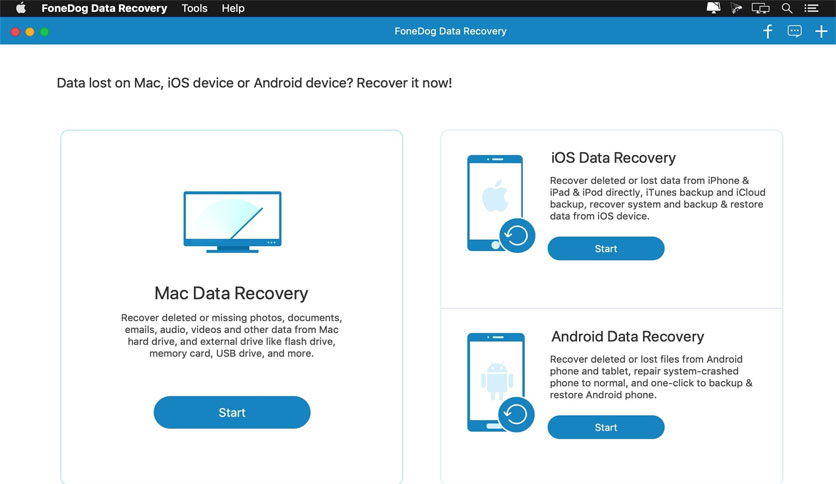 FoneDog Data Recovery Tools Help
FoneDog Data Recovery
Data lost on Mac, iOS device or Android device? Recover it now!
Mac Data Recovery
Recover deleted or missing photos, documents,
emails, audio, videos and other data from Mac
hard drive, and external drive like flash drive,
memory card, USB drive, and more.
Start
iOS Data Recovery
Recover deleted or lost data from iPhone &
iPad & iPod directly, iTunes backup and iCloud
backup, recover system and backup & restore
data from iOS device.
Start
Android Data Recovery
Recover deleted or lost files from Android
phone and tablet, repair system-crashed
phone to normal, and one-click to backup &
restore Android phone.
Start